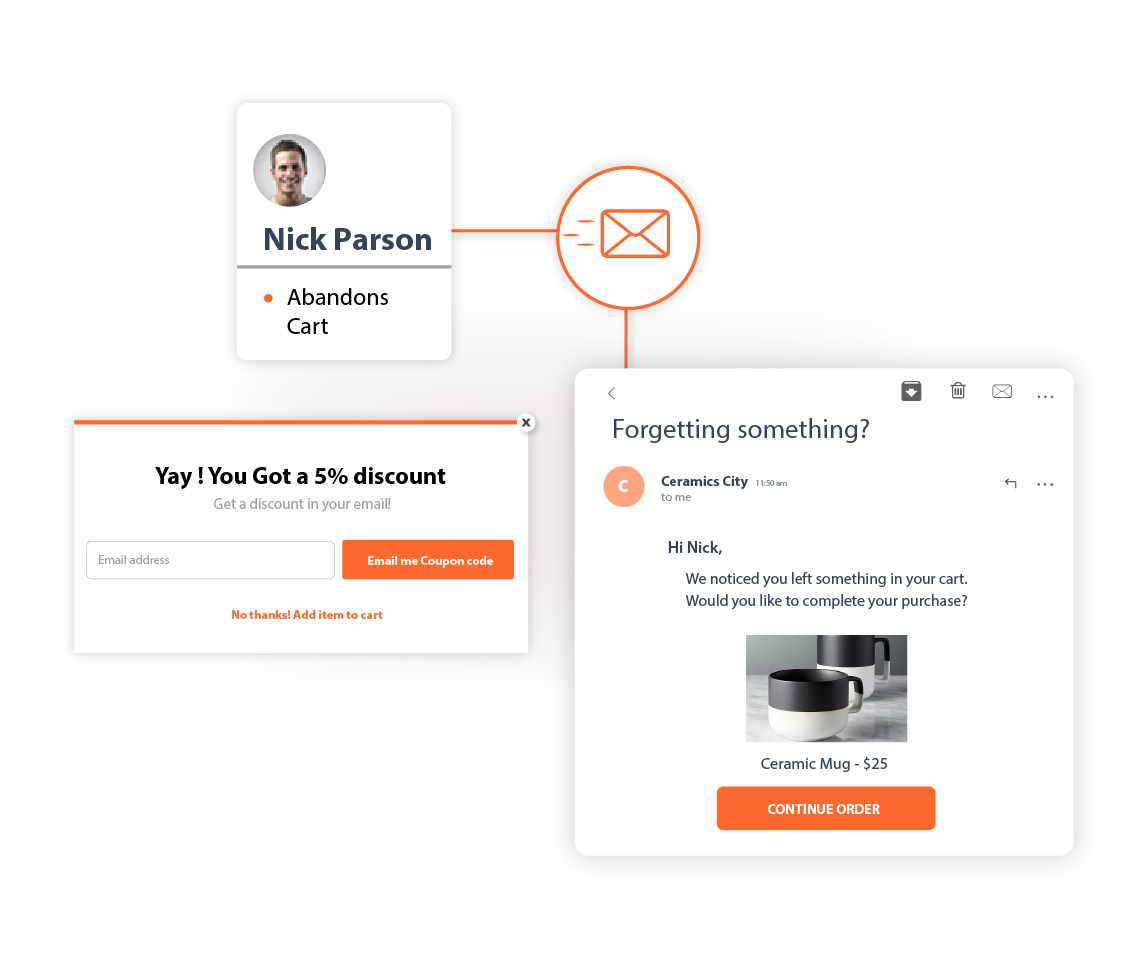 Nick Parson
Abandons
Cart
x
Yay ! You Got a 5% discount
Get a discount in your email!
Email address
Email me Coupon code
No thanks! Add item to cart
Forgetting something?
C
Ceramics City 11:50 am
to me
Hi Nick,
We noticed you left something in your cart.
Would you like to complete your purchase?
Ceramic Mug - $25
CONTINUE ORDER